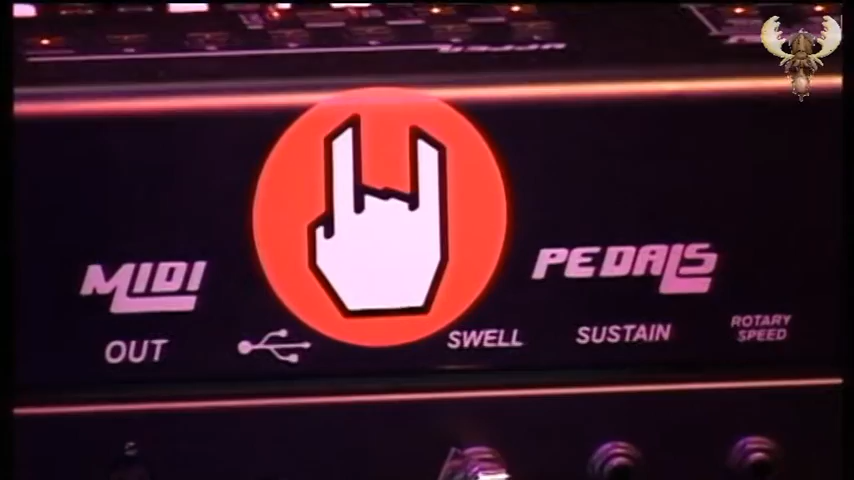 MIDI
PEDALS
OUT
SWELL
SUSTAIN
ROTARY
SPEED